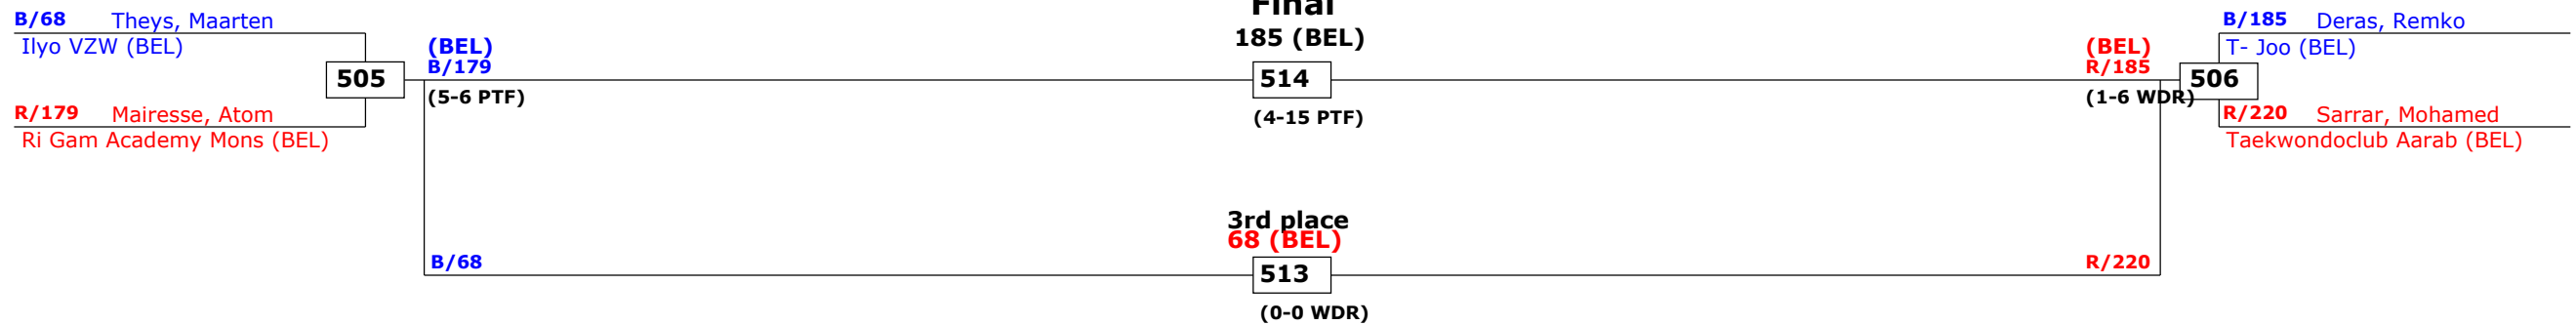 B/68 Theys, Maarten
Ilyo VZW (BEL)
505
R/179 Mairesse, Atom
Ri Gam Academy Mons (BEL)
(BEL)
B/179
(5-6 PTF)
Final
185 (BEL)
514
(4-15 PTF)
(BEL)
R/185
(1-6 WDR)
B/185 Deras, Remko
T- Joo (BEL)
506
R/220 Sarrar, Mohamed
Taekwondoclub Aarab (BEL)
3rd place
68 (BEL)
B/68
513
R/220
(0-0 WDR)